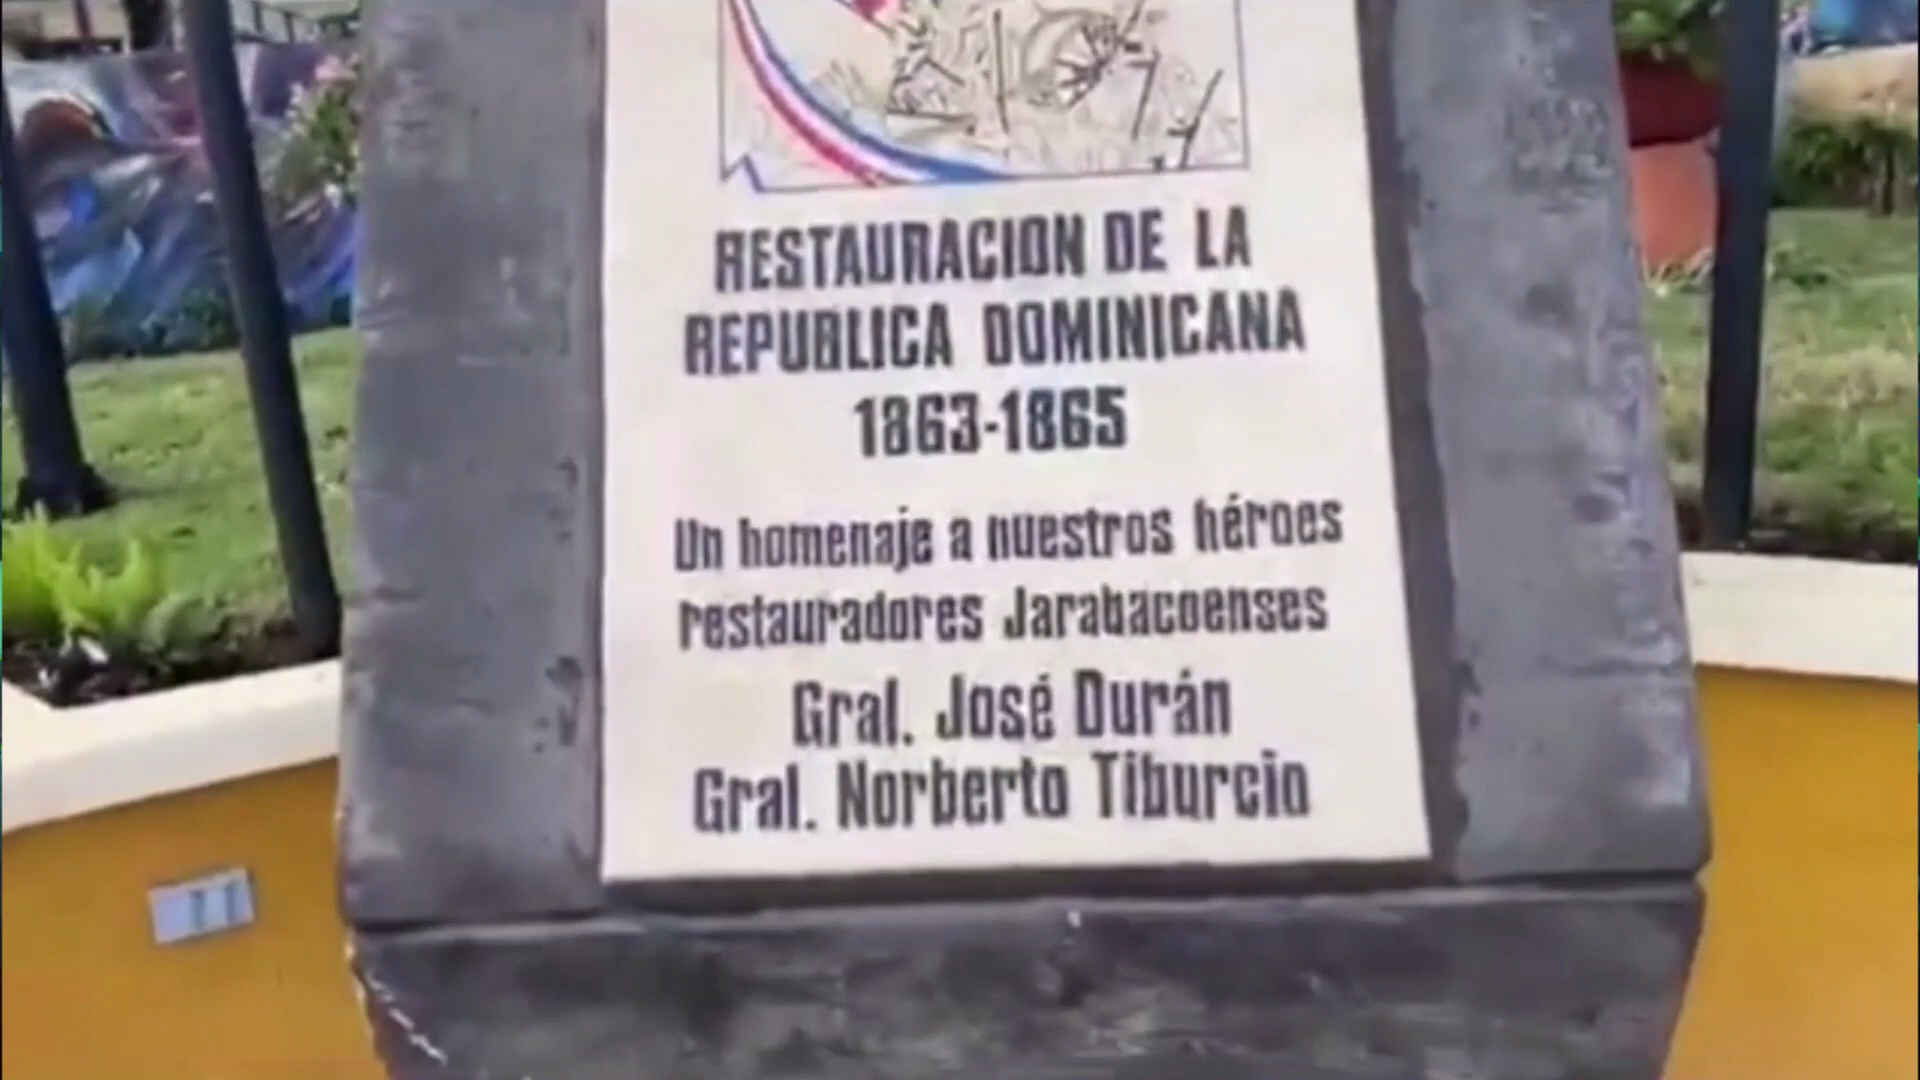 RESTAURACION DE LA
REPUBLICA DOMINICANA
1863-1865
Un homenaje a nuestros héroes
restauradores Jarabacoenses
Gral. José Durán
Gral. Norberto Tiburcio